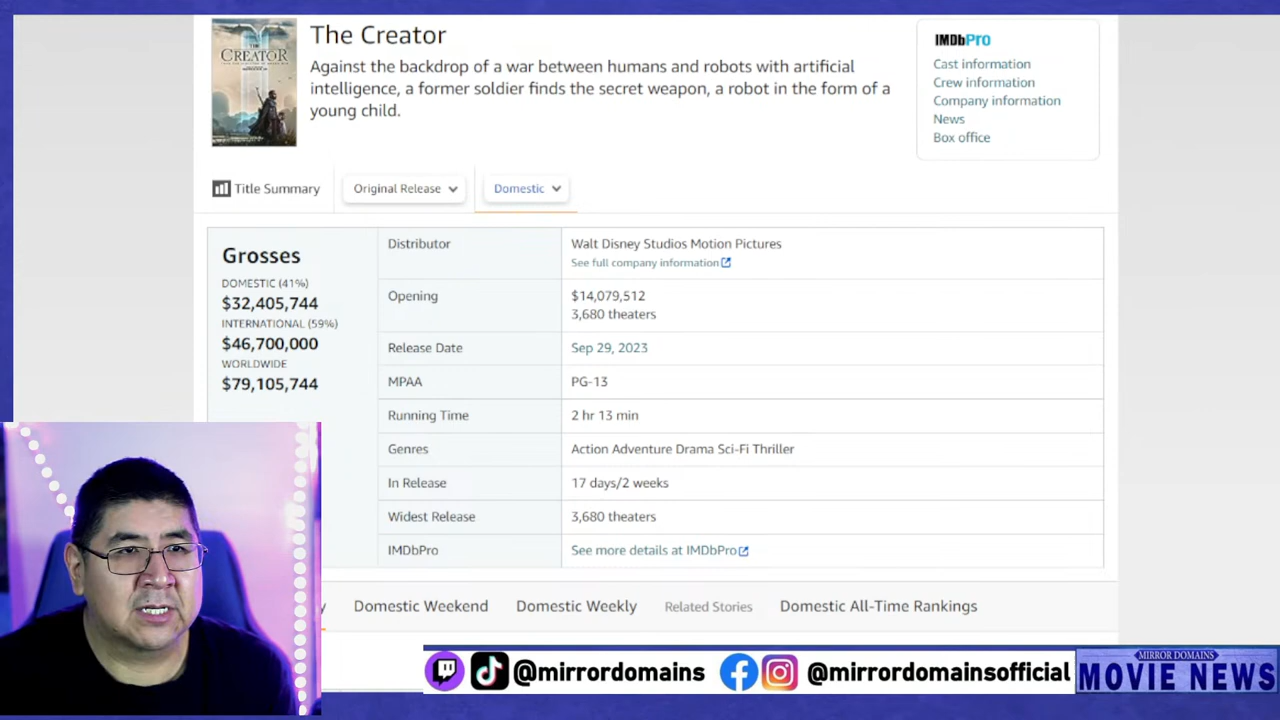 THE
CREATOR
The Creator
Against the backdrop of a war between humans and robots with artificial
intelligence, a former soldier finds the secret weapon, a robot in the form of a
young child.
IMDbPro
Cast information
Crew information
Company information
News
Box office
Title Summary
Original Release
Domestic
Grosses
DOMESTIC (41%)
$32,405,744
INTERNATIONAL (59%)
$46,700,000
WORLDWIDE
$79,105,744
Distributor
Walt Disney Studios Motion Pictures
See full company information
Opening
$14,079,512
3,680 theaters
Release Date
Sep 29, 2023
MPAA
PG-13
Running Time
2 hr 13 min
Genres
Action Adventure Drama Sci-Fi Thriller
In Release
17 days/2 weeks
Widest Release
3,680 theaters
IMDbPro
See more details at IMDbPro
y
Domestic Weekend
Domestic Weekly
Related Stories
Domestic All-Time Rankings
@mirrordomains
@mirrordomainsofficial
MIRROR DOMAINS
MOVIE NEWS